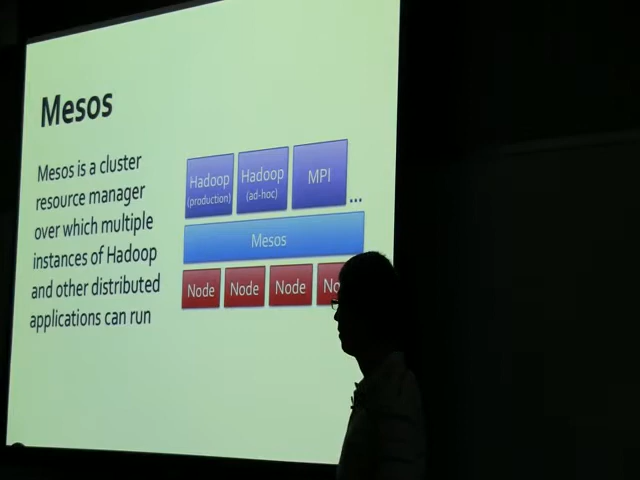 Mesos
Mesos is a cluster
resource manager
over which multiple
instances of Hadoop
and other distributed
applications can run
Hadoop
(production)
Hadoop
(ad-hoc)
MPI
...
Mesos
Node
Node
Node
No